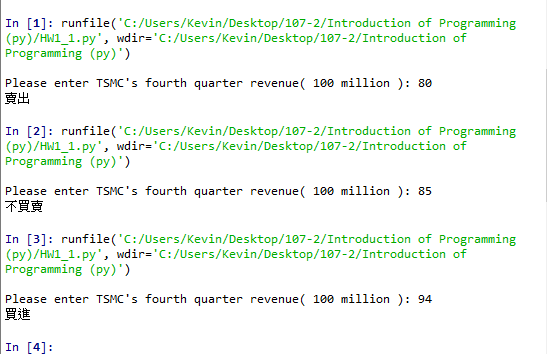 In [1]: runfile('C:/Users/Kevin/Desktop/107-2/Introduction of Programming
(py)/HW1_1.py', wdir='C:/Users/Kevin/Desktop/107-2/Introduction of
Programming (py)')
Please enter TSMC's fourth quarter revenue( 100 million ): 80
賣出
In [2]: runfile('C:/Users/Kevin/Desktop/107-2/Introduction of Programming
(py)/HW1_1.py', wdir='C:/Users/Kevin/Desktop/107-2/Introduction of
Programming (py)')
Please enter TSMC's fourth quarter revenue( 100 million ): 85
不買賣
In [3]: runfile('C:/Users/Kevin/Desktop/107-2/Introduction of Programming
(py)/HW1_1.py', wdir='C:/Users/Kevin/Desktop/107-2/Introduction of
Programming (py)')
Please enter TSMC's fourth quarter revenue( 100 million ): 94
買進
In [4]: